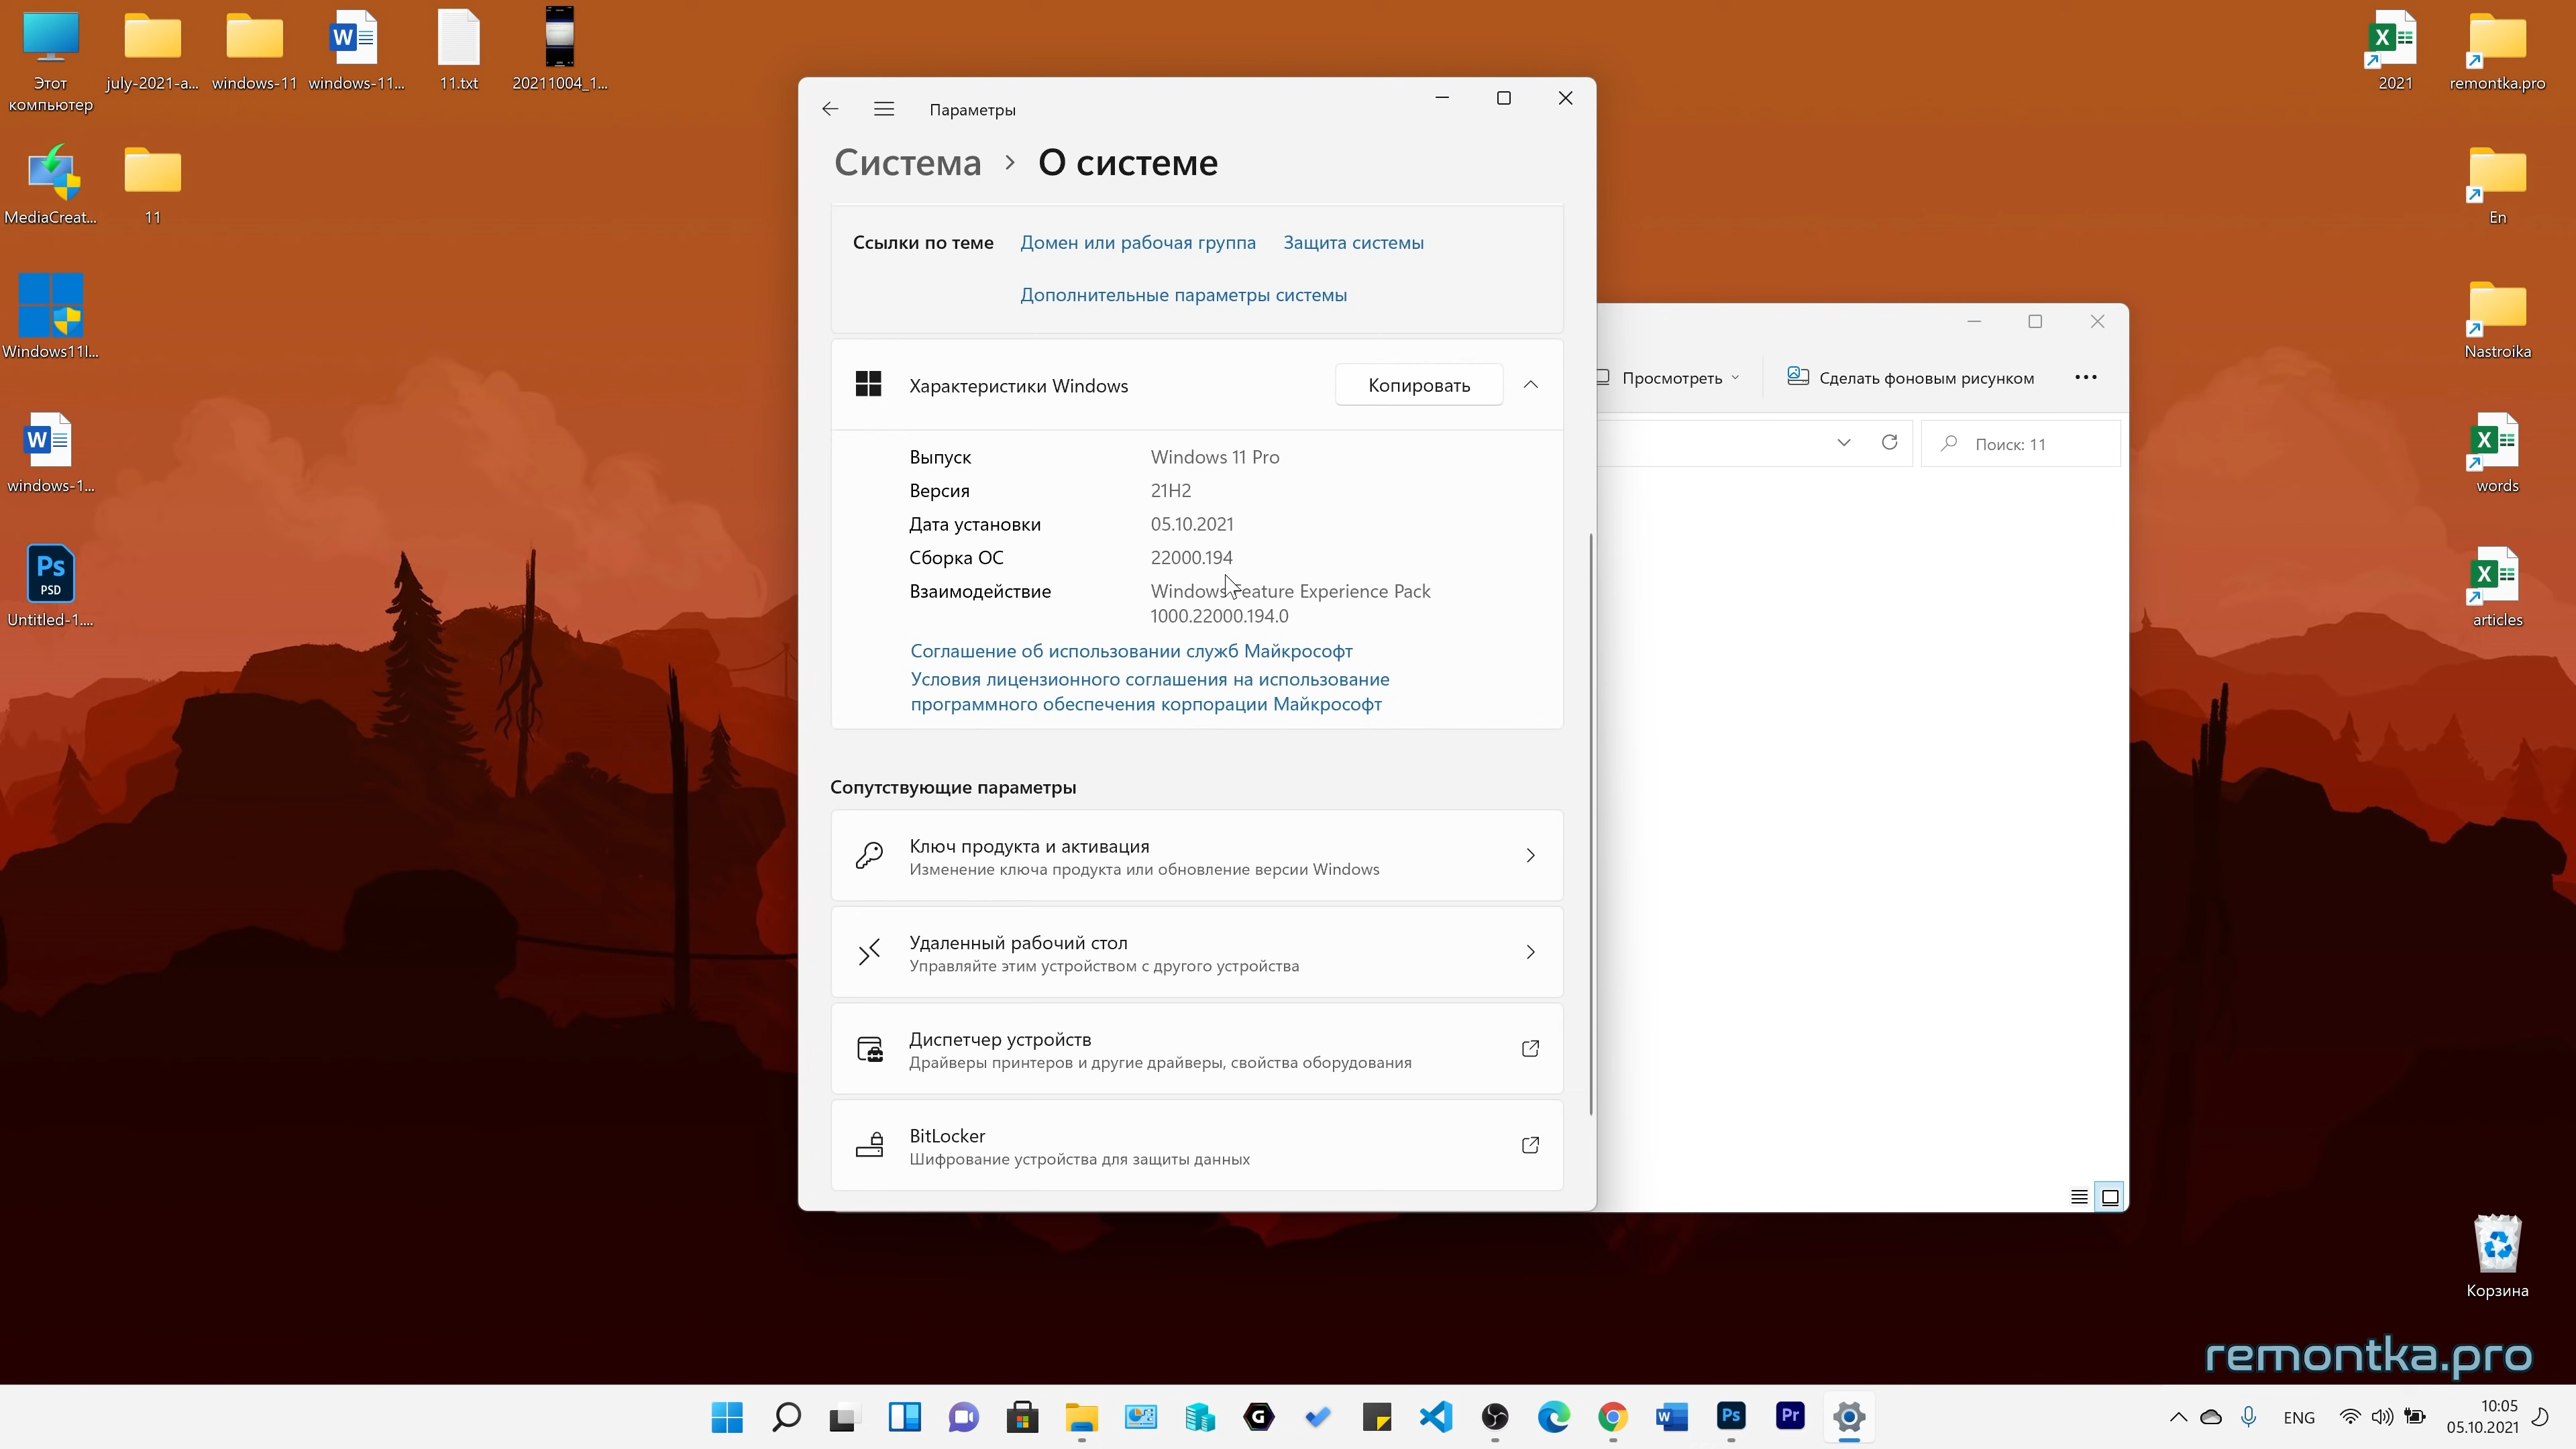 Этот
компьютер
july-2021-a...
windows-11
windows-11...
11.txt
20211004_1...
2021
remontka.pro
MediaCreat...
11
En
Windows11I...
Nastroika
windows-1...
words
Ps
PSD
Untitled-1....
articles
Корзина
Параметры
Система
О системе
Ссылки по теме
Домен или рабочая группа
Защита системы
Дополнительные параметры системы
Характеристики Windows
Копировать
Выпуск
Windows 11 Pro
Версия
21H2
Дата установки
05.10.2021
Сборка ОС
22000.194
Взаимодействие
Windows Feature Experience Pack
1000.22000.194.0
Соглашение об использовании служб Майкрософт
Условия лицензионного соглашения на использование
программного обеспечения корпорации Майкрософт
Сопутствующие параметры
Ключ продукта и активация
Изменение ключа продукта или обновление версии Windows
Удаленный рабочий стол
Управляйте этим устройством с другого устройства
Диспетчер устройств
Драйверы принтеров и другие драйверы, свойства оборудования
BitLocker
Шифрование устройства для защиты данных
Просмотреть
Сделать фоновым рисунком
Поиск: 11
remontka.pro
Ps
Pr
ENG
10:05
05.10.2021